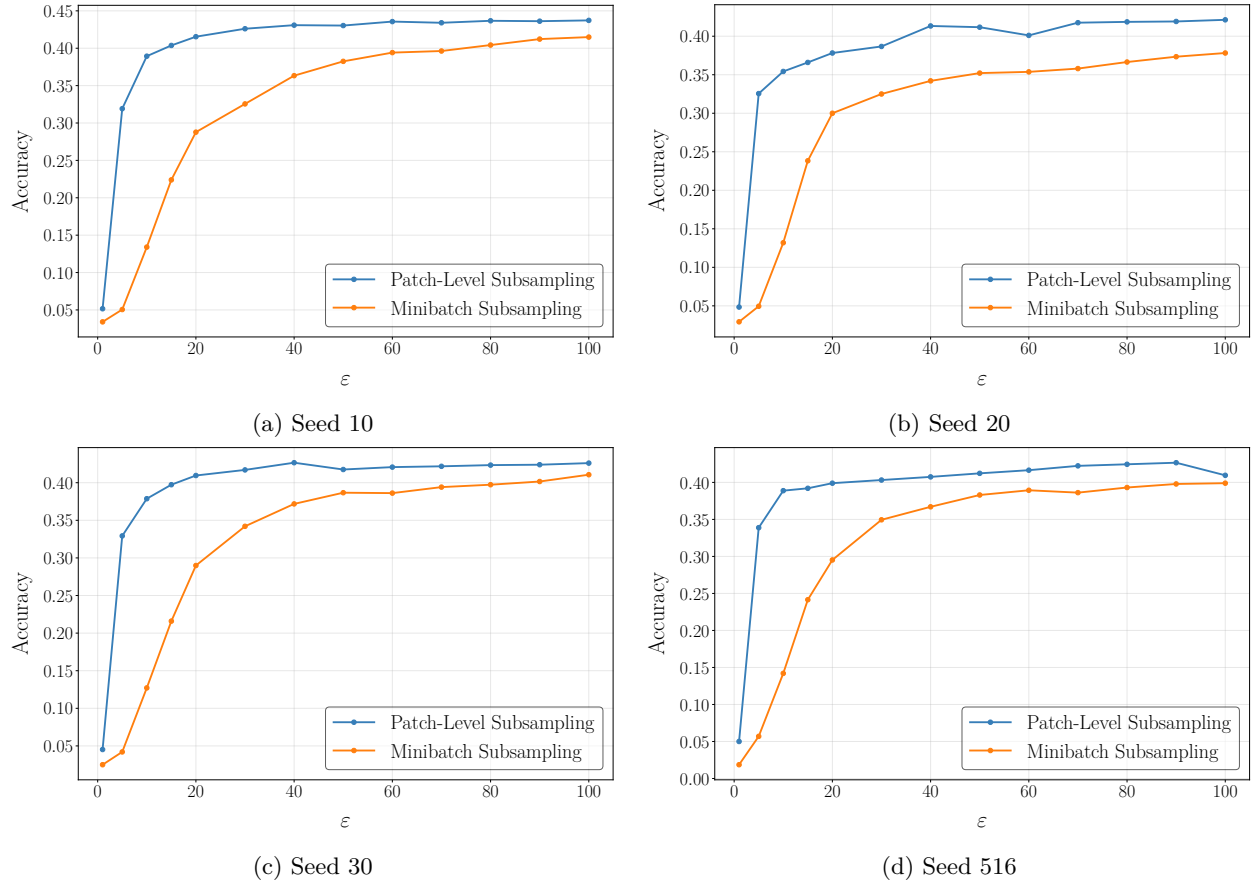 0.45
0.40
0.35
0.30
0.25
0.20
0.15
0.10
0.05
Accuracy
Patch-Level Subsampling
Minibatch Subsampling
0 20 40 60 80 100
ε
(a) Seed 10
0.40
0.35
0.30
0.25
0.20
0.15
0.10
0.05
Accuracy
Patch-Level Subsampling
Minibatch Subsampling
0 20 40 60 80 100
ε
(b) Seed 20
0.40
0.35
0.30
0.25
0.20
0.15
0.10
0.05
Accuracy
Patch-Level Subsampling
Minibatch Subsampling
0 20 40 60 80 100
ε
(c) Seed 30
0.40
0.35
0.30
0.25
0.20
0.15
0.10
0.05
0.00
Accuracy
Patch-Level Subsampling
Minibatch Subsampling
0 20 40 60 80 100
ε
(d) Seed 516